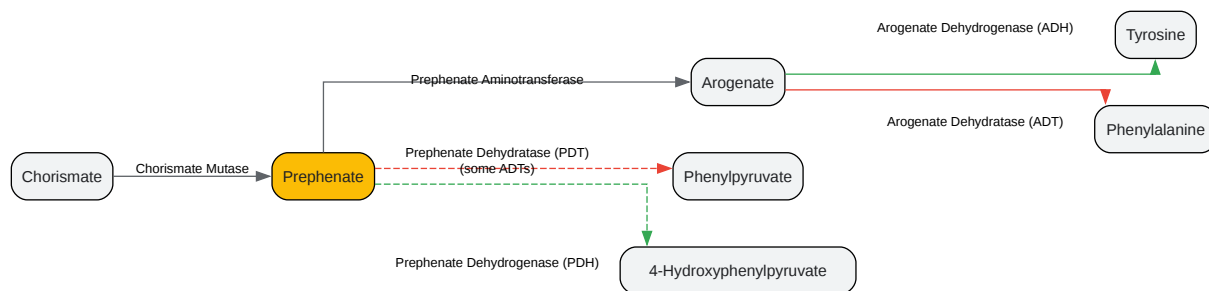 Arogenate Dehydrogenase (ADH)
Tyrosine
Prephenate Aminotransferase
Arogenate
Arogenate Dehydratase (ADT)
Phenylalanine
Chorismate
Chorismate Mutase
Prephenate
Prephenate Dehydratase (PDT)
(some ADTs)
Phenylpyruvate
Prephenate Dehydrogenase (PDH)
4-Hydroxyphenylpyruvate